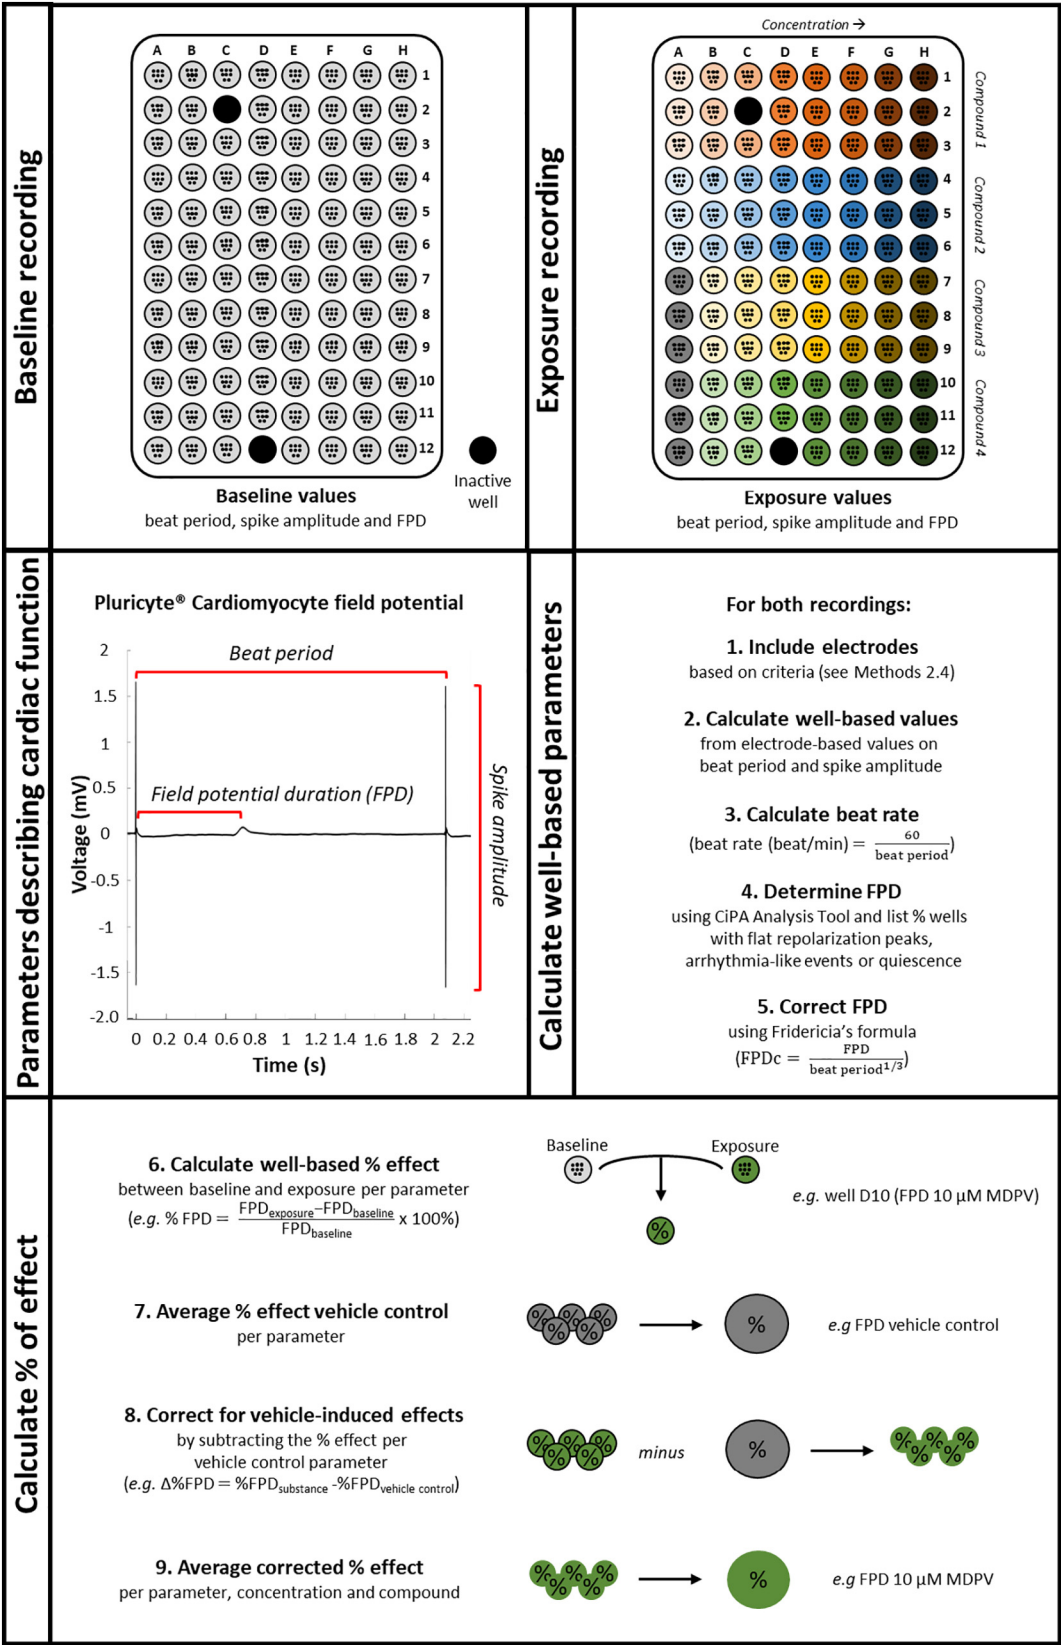 Baseline recording
A B C D E F G H
1
2
3
4
5
6
7
8
9
10
11
12
Inactive
well
Baseline values
beat period, spike amplitude and FPD
Exposure recording
Concentration →
A B C D E F G H
1
2
3
4
5
6
7
8
9
10
11
12
Compound 1
Compound 2
Compound 3
Compound 4
Exposure values
beat period, spike amplitude and FPD
Parameters describing cardiac function
Pluricyte® Cardiomyocyte field potential
Beat period
Field potential duration (FPD)
Spike amplitude
Voltage (mV)
2
1.5
1
0.5
0
-0.5
-1
-1.5
-2.0
0 0.2 0.4 0.6 0.8 1 1.2 1.4 1.6 1.8 2 2.2
Time (s)
Calculate well-based parameters
For both recordings:
1. Include electrodes
based on criteria (see Methods 2.4)
2. Calculate well-based values
from electrode-based values on
beat period and spike amplitude
3. Calculate beat rate
(beat rate (beat/min) = 60 / beat period)
4. Determine FPD
using CiPA Analysis Tool and list % wells
with flat repolarization peaks,
arrhythmia-like events or quiescence
5. Correct FPD
using Fridericia's formula
(FPDc = FPD / beat period^1/3)
Calculate % of effect
6. Calculate well-based % effect
between baseline and exposure per parameter
(e.g. % FPD = FPDexposure–FPDbaseline / FPDbaseline x 100%)
Baseline Exposure
%
e.g. well D10 (FPD 10 µM MDPV)
7. Average % effect vehicle control
per parameter
% % % % % %
e.g FPD vehicle control
8. Correct for vehicle-induced effects
by subtracting the % effect per
vehicle control parameter
(e.g. Δ%FPD = %FPDsubstance -%FPDvehicle control)
% % % % % minus % % % % % %
9. Average corrected % effect
per parameter, concentration and compound
% % % % % %
e.g FPD 10 µM MDPV